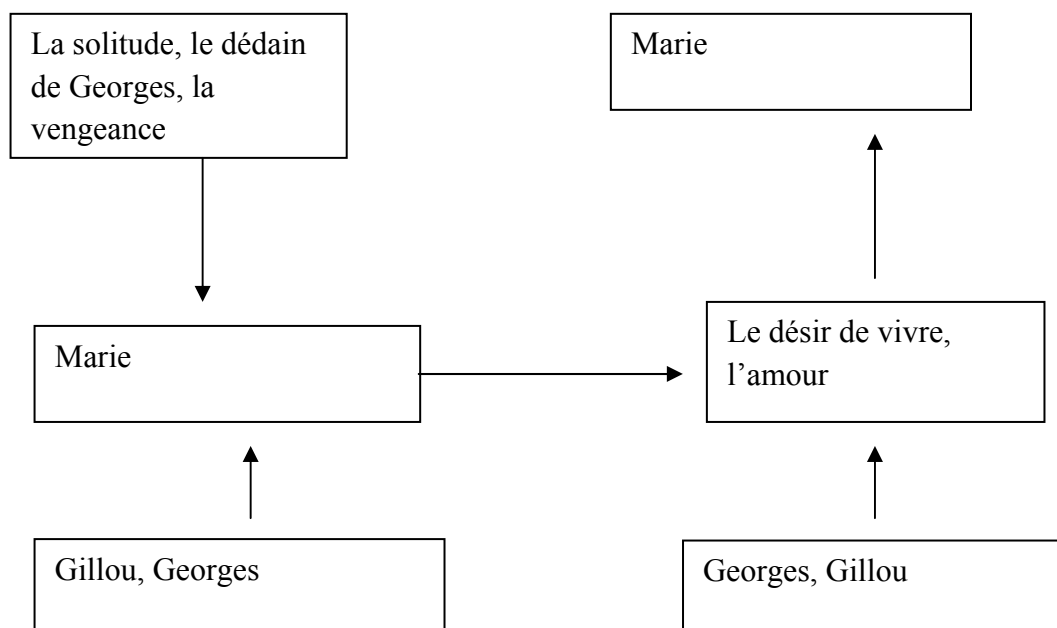 La solitude, le dédain
de Georges, la
vengeance
Marie
Marie
Le désir de vivre,
l’amour
Gillou, Georges
Georges, Gillou